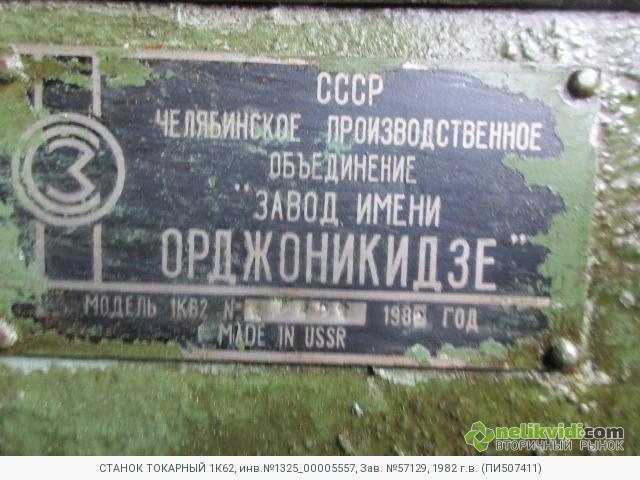 СССР
ЧЕЛЯБИНСКОЕ ПРОИЗВОДСТВЕННОЕ
ОБЪЕДИНЕНИЕ
"ЗАВОД ИМЕНИ
ОРДЖОНИКИДЗЕ"
МОДЕЛЬ 1К62 N 1982 ГОД
MADE IN USSR
nelikvidi.com
ВТОРИЧНЫЙ РЫНОК
СТАНОК ТОКАРНЫЙ 1К62, инв.№1325_00005557, Зав. №57129, 1982 г.в. (ПИ507411)